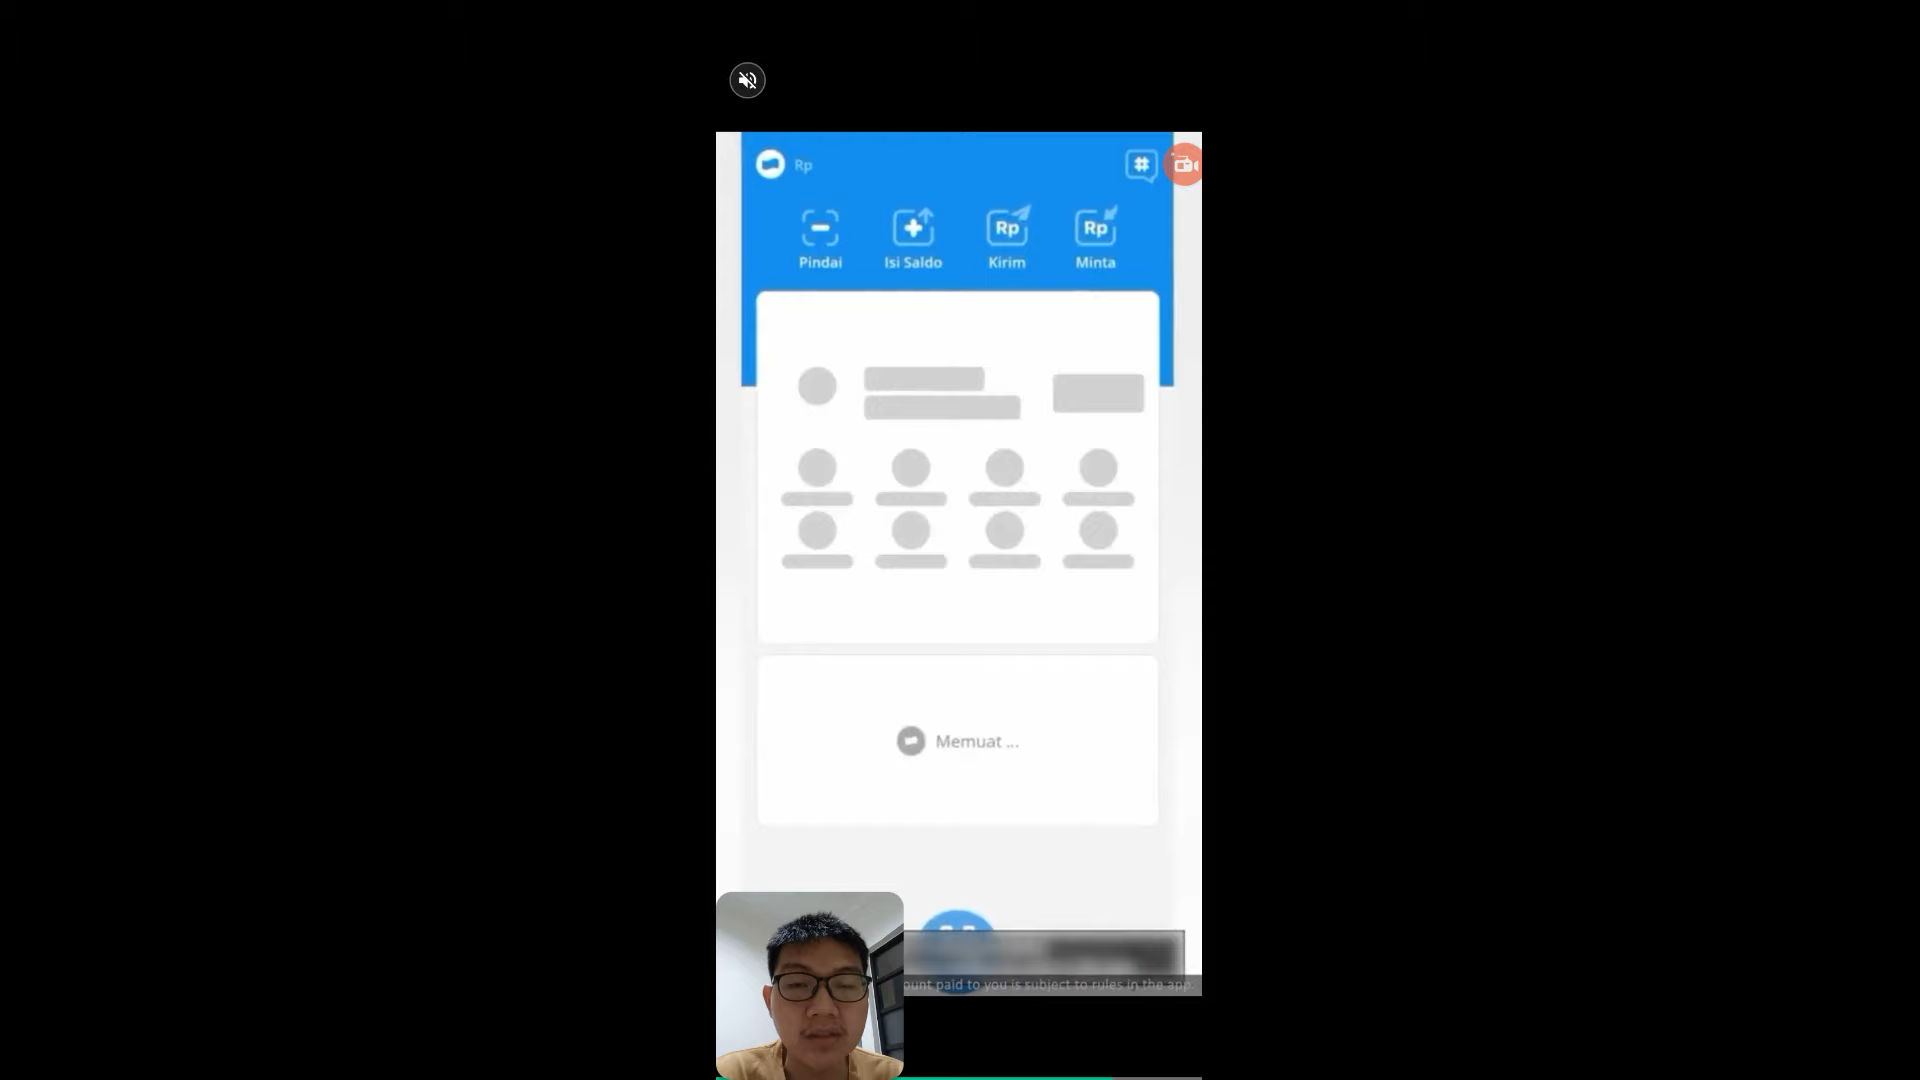 Rp
Pindai Isi Saldo Kirim Minta
Rp Rp
Memuat ...
ount paid to you is subject to rules in the app.